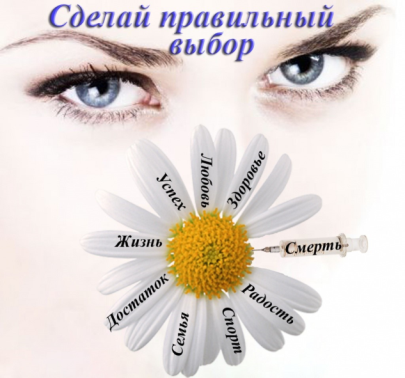 Сделай правильный
выбор
Успех
Любовь
Здоровье
Жизнь
Смерть
Достаток
Семья
Спорт
Радость